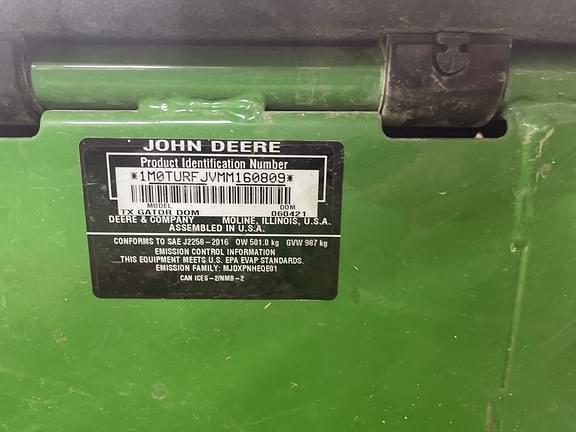 JOHN DEERE
Product Identification Number
*1M0TURFJVMM160809*
MODEL DOM
TX GATOR DOM 060421
DEERE & COMPANY MOLINE, ILLINOIS, U.S.A.
ASSEMBLED IN U.S.A.
CONFORMS TO SAE J2258-2016 OW 501.0 kg GVW 987 kg
EMISSION CONTROL INFORMATION
THIS EQUIPMENT MEETS U.S. EPA EVAP STANDARDS.
EMISSION FAMILY: MJDXPNHEQE01
CAN ICES-2/NMB-2